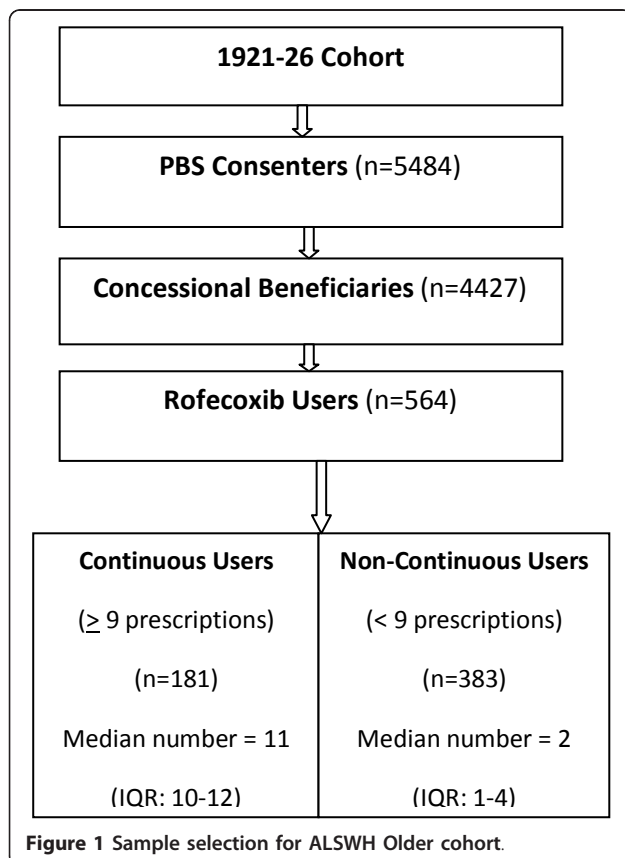 1921-26 Cohort
PBS Consenters (n=5484)
Concessional Beneficiaries (n=4427)
Rofecoxib Users (n=564)
Continuous Users
(≥ 9 prescriptions)
(n=181)
Median number = 11
(IQR: 10-12)
Non-Continuous Users
(< 9 prescriptions)
(n=383)
Median number = 2
(IQR: 1-4)
Figure 1 Sample selection for ALSWH Older cohort.